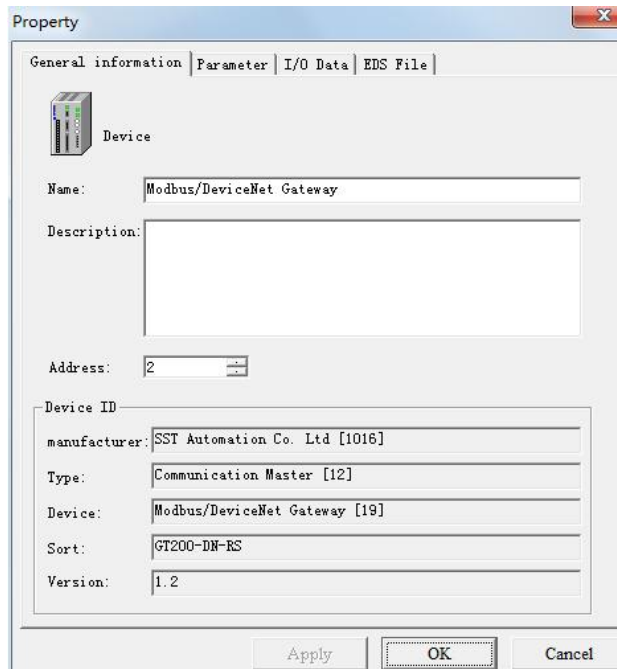 Property
General information Parameter I/O Data EDS File
Device
Name: Modbus/DeviceNet Gateway
Description:
Address: 2
Device ID
manufacturer: SST Automation Co. Ltd [1016]
Type: Communication Master [12]
Device: Modbus/DeviceNet Gateway [19]
Sort: GT200-DN-RS
Version: 1.2
Apply OK Cancel